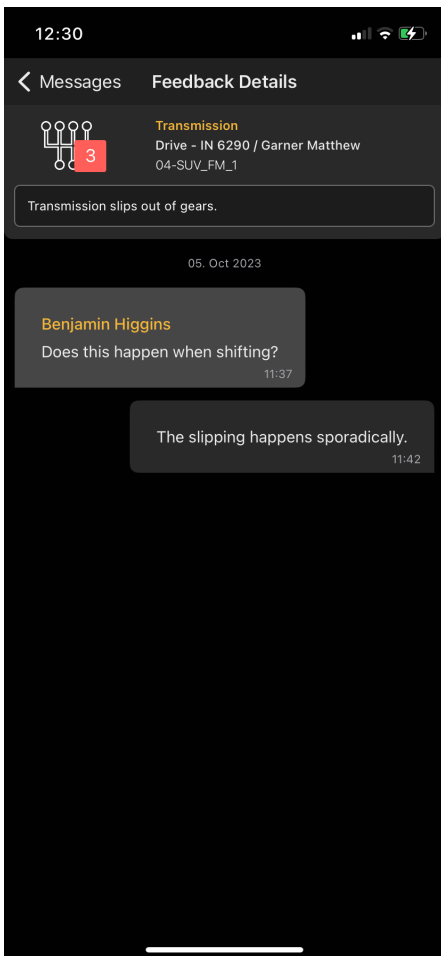 12:30
Messages
Feedback Details
3
Transmission
Drive - IN 6290 / Garner Matthew
04-SUV_FM_1
Transmission slips out of gears.
05. Oct 2023
Benjamin Higgins
Does this happen when shifting?
11:37
The slipping happens sporadically.
11:42